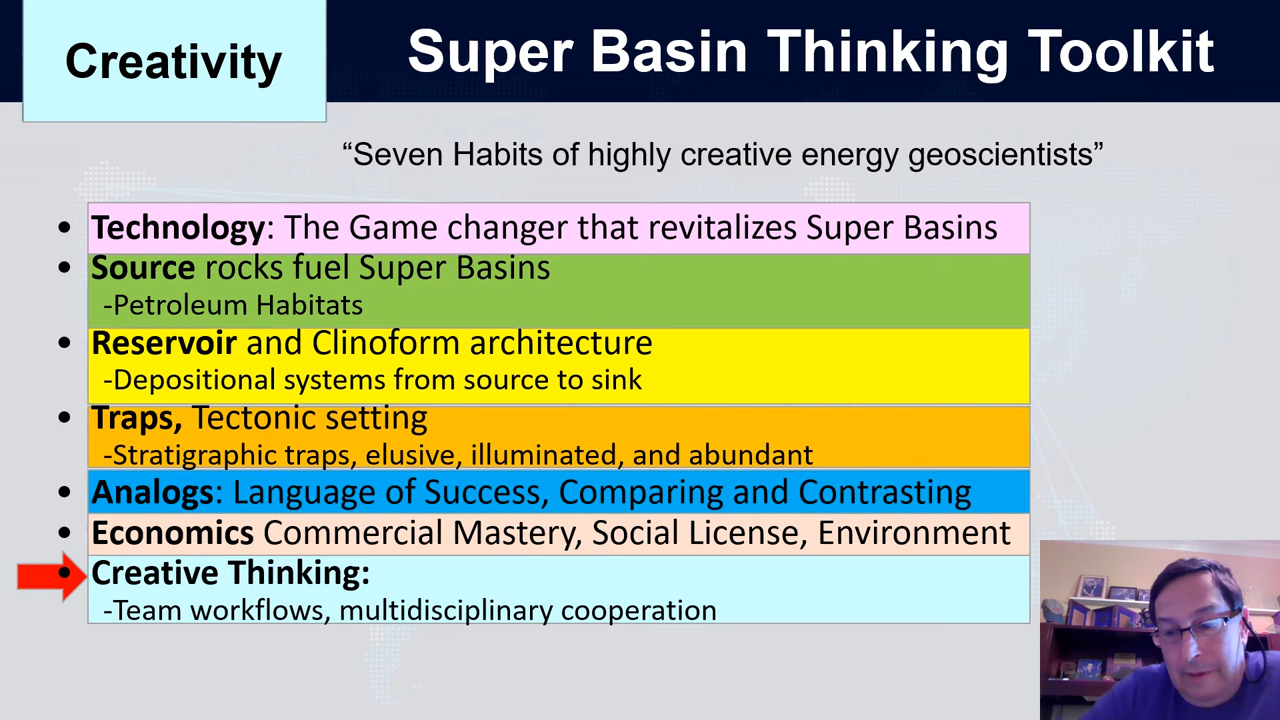 Creativity
Super Basin Thinking Toolkit
“Seven Habits of highly creative energy geoscientists”
• Technology: The Game changer that revitalizes Super Basins
• Source rocks fuel Super Basins
-Petroleum Habitats
• Reservoir and Clinoform architecture
-Depositional systems from source to sink
• Traps, Tectonic setting
-Stratigraphic traps, elusive, illuminated, and abundant
• Analogs: Language of Success, Comparing and Contrasting
• Economics Commercial Mastery, Social License, Environment
• Creative Thinking:
-Team workflows, multidisciplinary cooperation